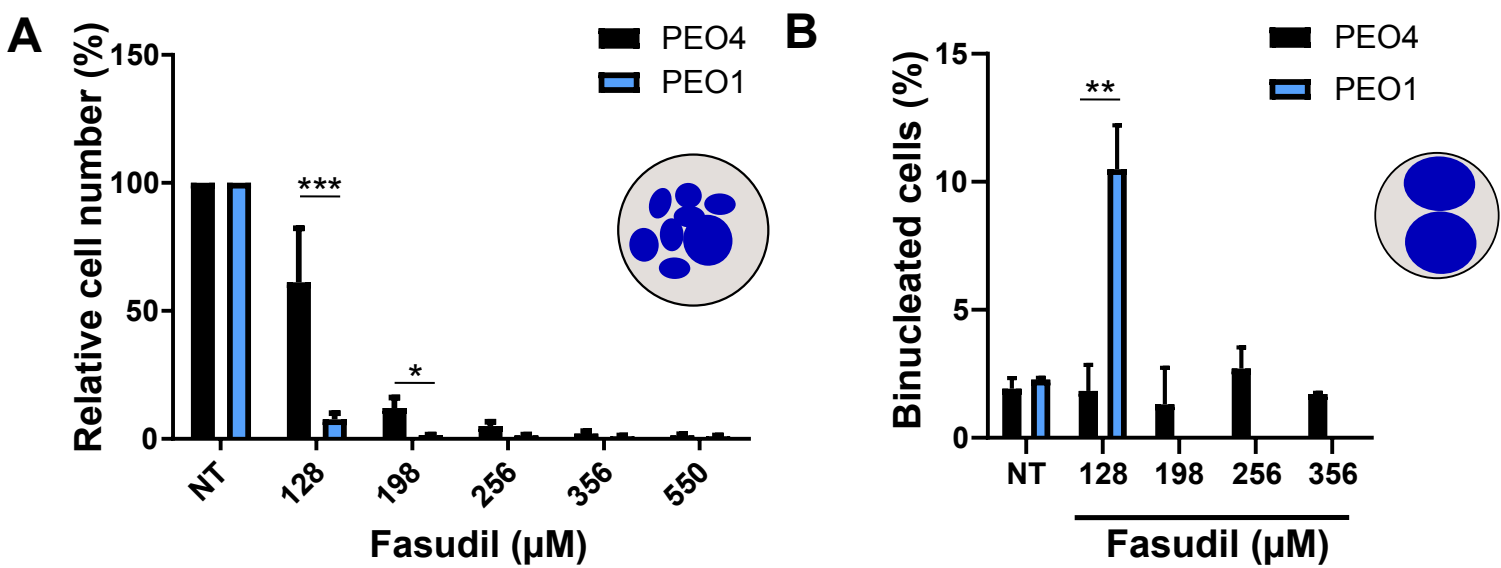 A
Relative cell number (%)
150
100
50
0
PEO4
PEO1
***
*
NT 128 198 256 356 550
Fasudil (µM)
B
Binucleated cells (%)
15
10
5
0
PEO4
PEO1
**
NT 128 198 256 356
Fasudil (µM)